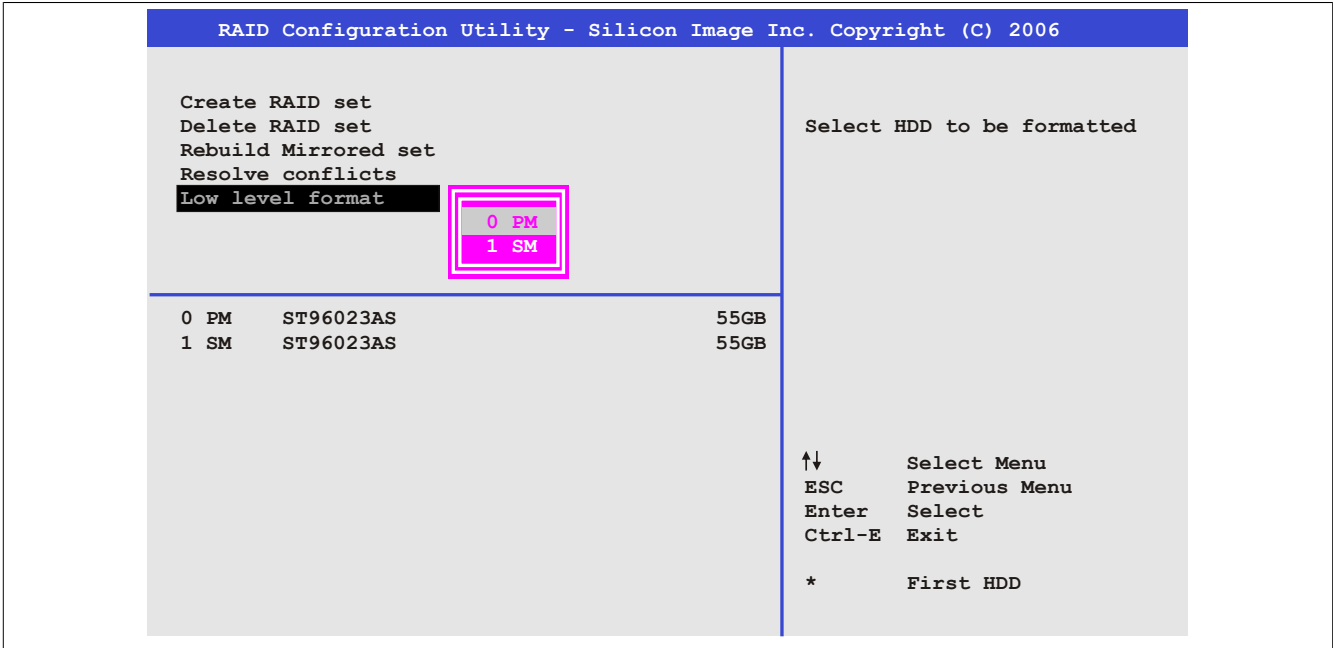 RAID Configuration Utility - Silicon Image Inc. Copyright (C) 2006
Create RAID set
Delete RAID set
Rebuild Mirrored set
Resolve conflicts
Low level format
0 PM
1 SM
Select HDD to be formatted
0 PM ST96023AS 55GB
1 SM ST96023AS 55GB
↑↓ Select Menu
ESC Previous Menu
Enter Select
Ctrl-E Exit
* First HDD